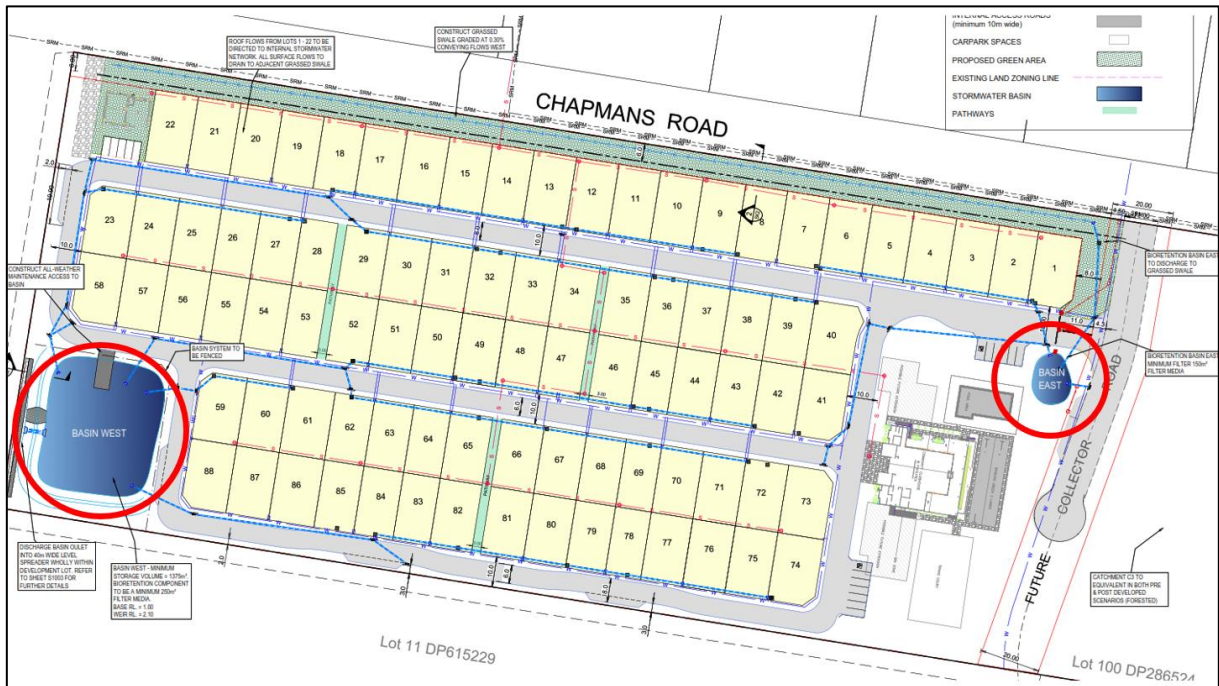 INTERNAL ACCESS ROADS
(minimum 10m wide)
CARPARK SPACES
PROPOSED GREEN AREA
EXISTING LAND ZONING LINE
STORMWATER BASIN
PATHWAYS
ROOF FLOWS FROM LOTS 1 - 22 TO BE
DIRECTED TO INTERNAL STORMWATER
NETWORK. ALL SURFACE FLOWS TO
DRAIN TO ADJACENT GRASSED SWALE
CONSTRUCT GRASSED
SWALE GRADED AT 0.30%
CONVEYING FLOWS WEST
CHAPMANS ROAD
22 21 20 19 18 17 16 15 14 13 12 11 10 9 8 7 6 5 4 3 2 1
23 24 25 26 27 28 29 30 31 32 33 34 35 36 37 38 39 40
58 57 56 55 54 53 52 51 50 49 48 47 46 45 44 43 42 41
59 60 61 62 63 64 65 66 67 68 69 70 71 72 73
88 87 86 85 84 83 82 81 80 79 78 77 76 75 74
CONSTRUCT ALL-WEATHER
MAINTENANCE ACCESS TO
BASIN
BASIN SYSTEM TO
BE FENCED
BASIN WEST
BASIN
EAST
BIORETENTION BASIN EAST
TO DISCHARGE TO
GRASSED SWALE
BIORETENTION BASIN EAST
MINIMUM FILTER 150m²
FILTER MEDIA
DISCHARGE BASIN OULET
INTO 40m WIDE LEVEL
SPREADER WHOLLY WITHIN
DEVELOPMENT LOT. REFER
TO SHEET S1003 FOR
FURTHER DETAILS
BASIN WEST - MINIMUM
STORAGE VOLUME = 1375m³.
BIORETENTION COMPONENT
TO BE A MINIMUM 250m²
FILTER MEDIA.
BASE RL. = 1.00
WEIR RL. = 2.10
FUTURE COLLECTOR ROAD
CATCHMENT C3 TO
EQUIVALENT IN BOTH PRE
& POST DEVELOPED
SCENARIOS (FORESTED)
20.00
Lot 11 DP615229
Lot 100 DP286524